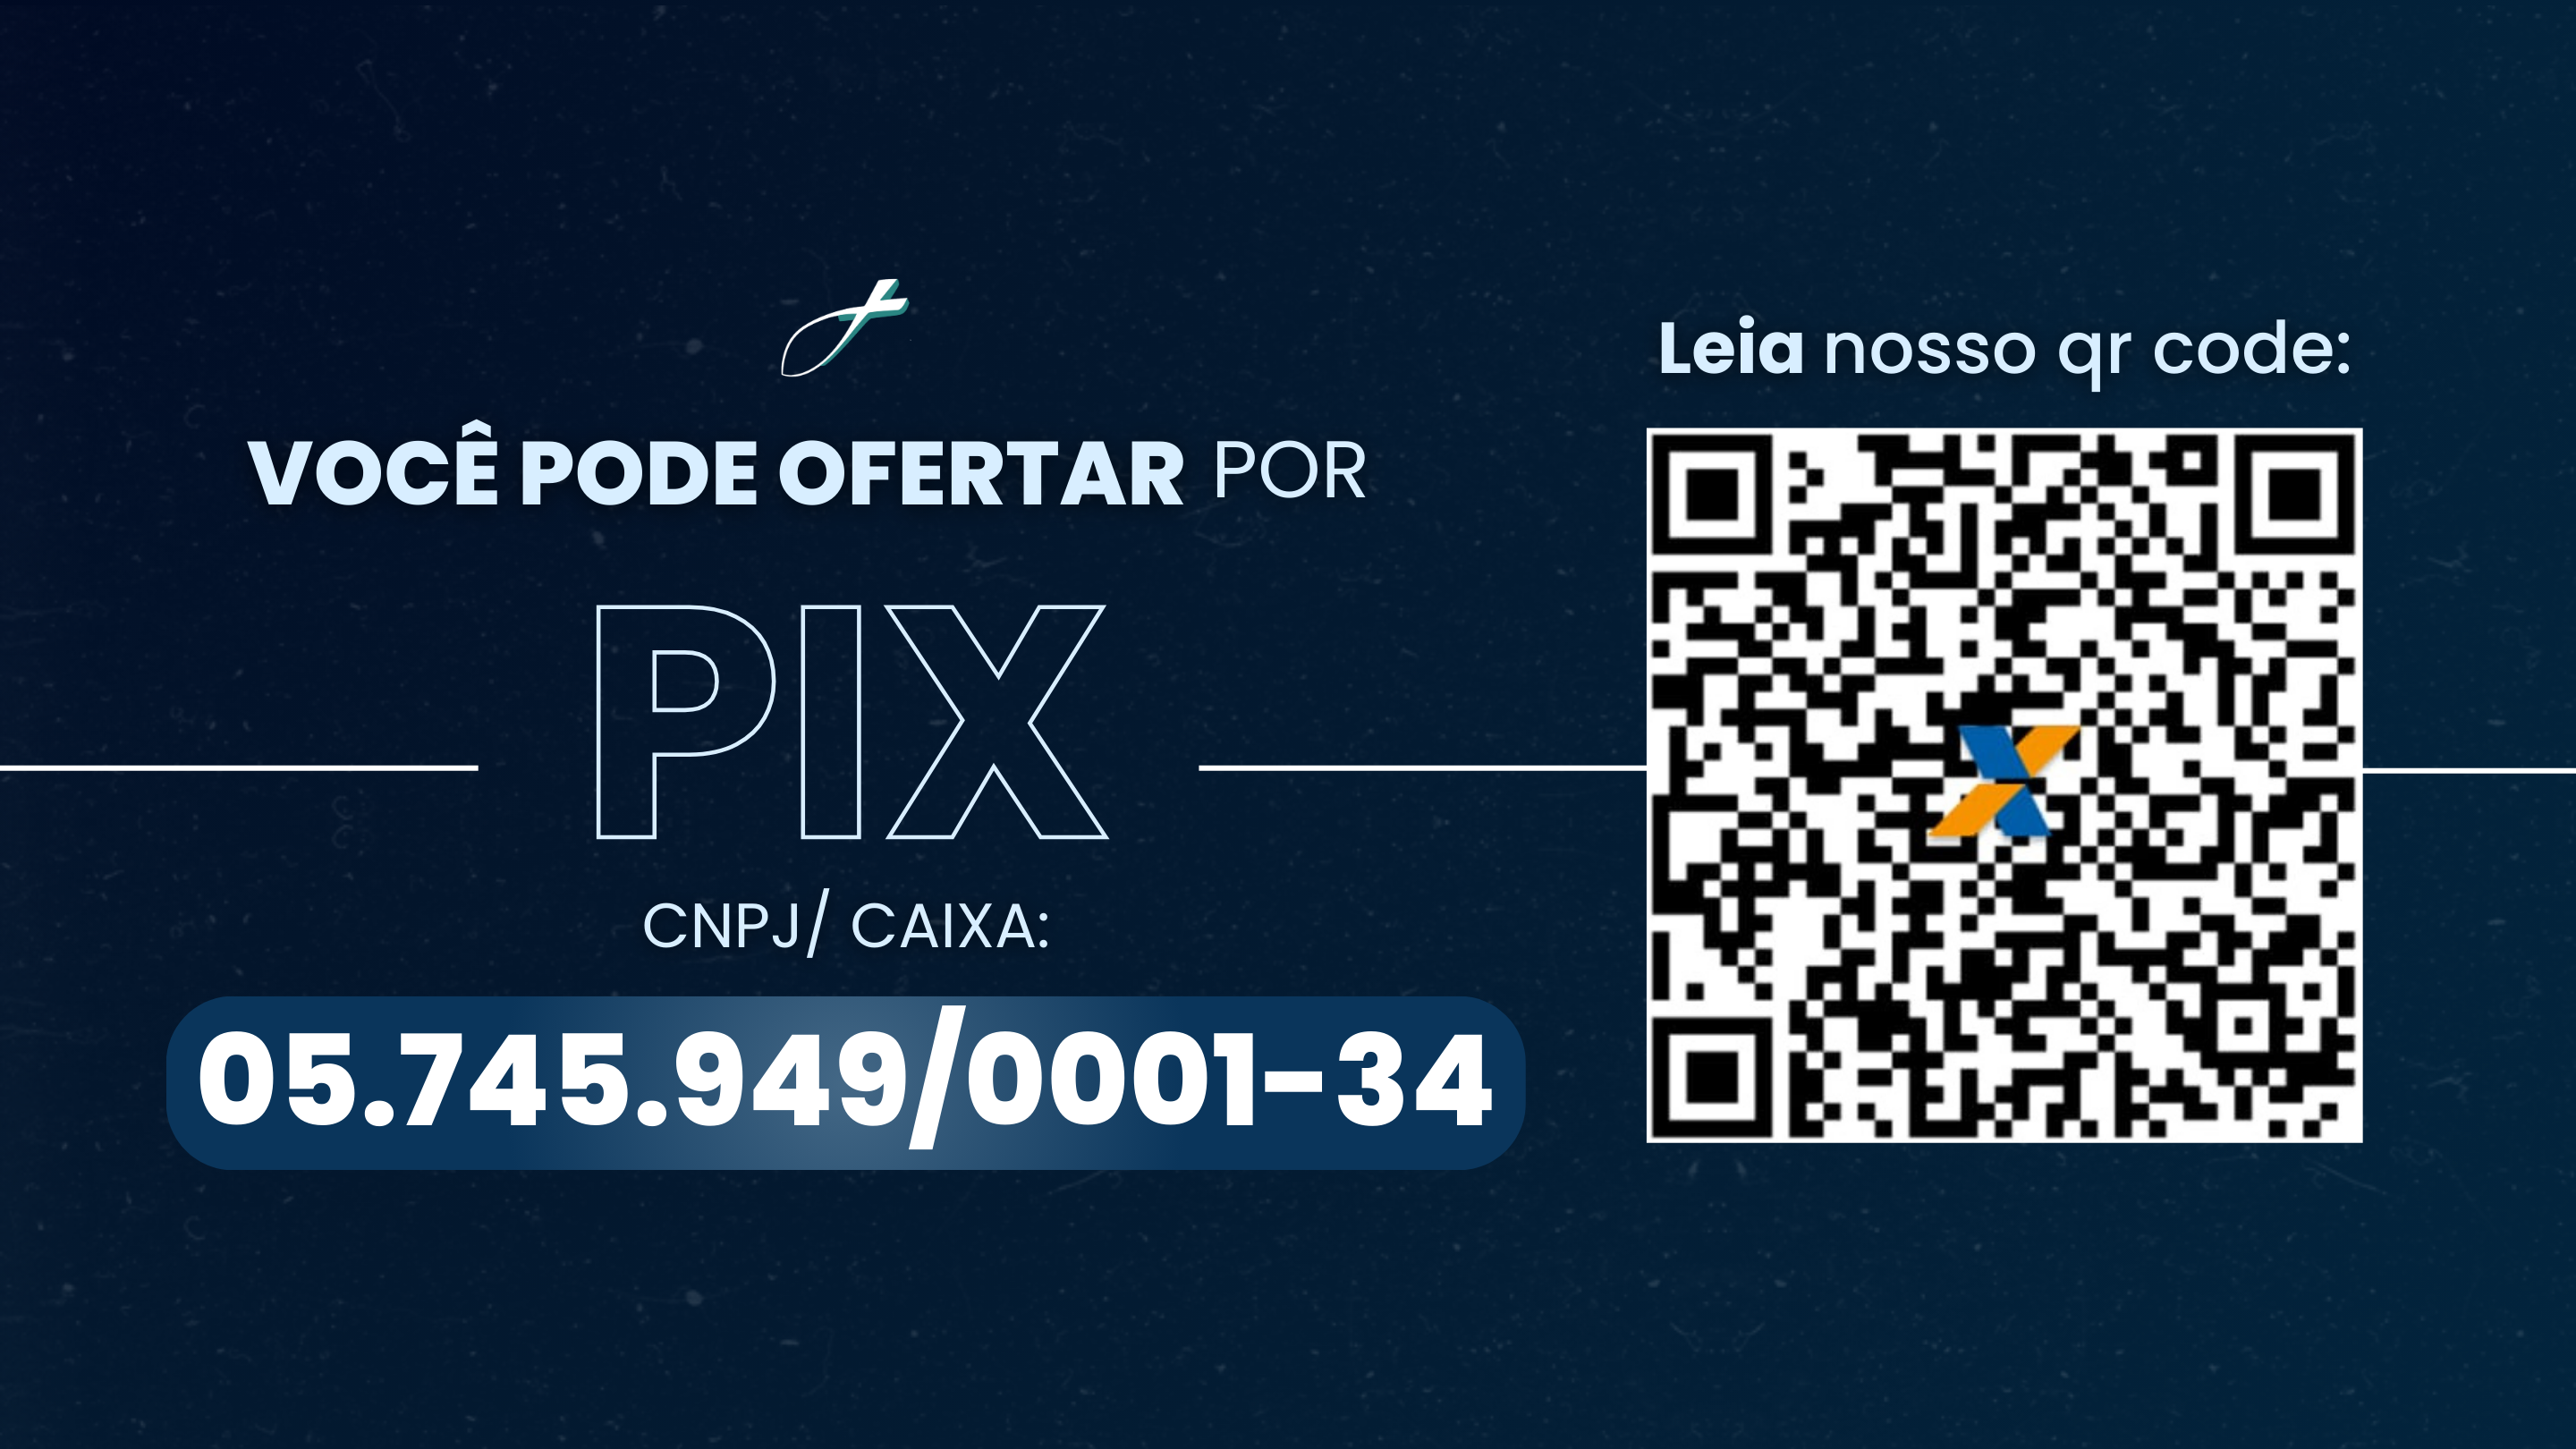 VOCÊ PODE OFERTAR POR
PIX
CNPJ/ CAIXA:
05.745.949/0001-34
Leia nosso qr code: